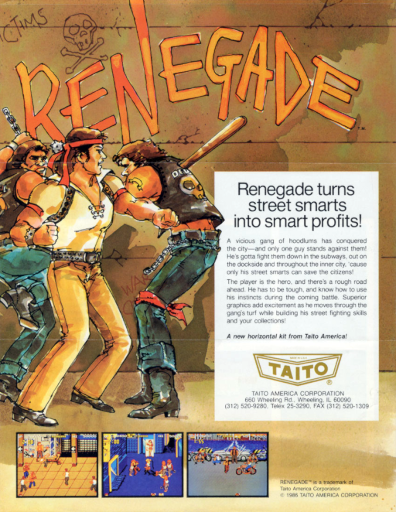 VICTIMS
RENEGADE
Renegade turns
street smarts
into smart profits!
A vicious gang of hoodlums has conquered
the city—and only one guy stands against them!
He's gotta fight them down in the subways, out on
the dockside and throughout the inner city, 'cause
only his street smarts can save the citizens!
The player is the hero, and there's a rough road
ahead. He has to be tough, and know how to use
his instincts during the coming battle. Superior
graphics add excitement as he moves through the
gang's turf while building his street fighting skills
and your collections!
A new horizontal kit from Taito America!
TAITO
TAITO AMERICA CORPORATION
660 Wheeling Rd., Wheeling, IL 60090
(312) 520-9280, Telex 25-3290, FAX (312) 520-1309
RENEGADE™ is a trademark of
Taito America Corporation
© 1986 TAITO AMERICA CORPORATION